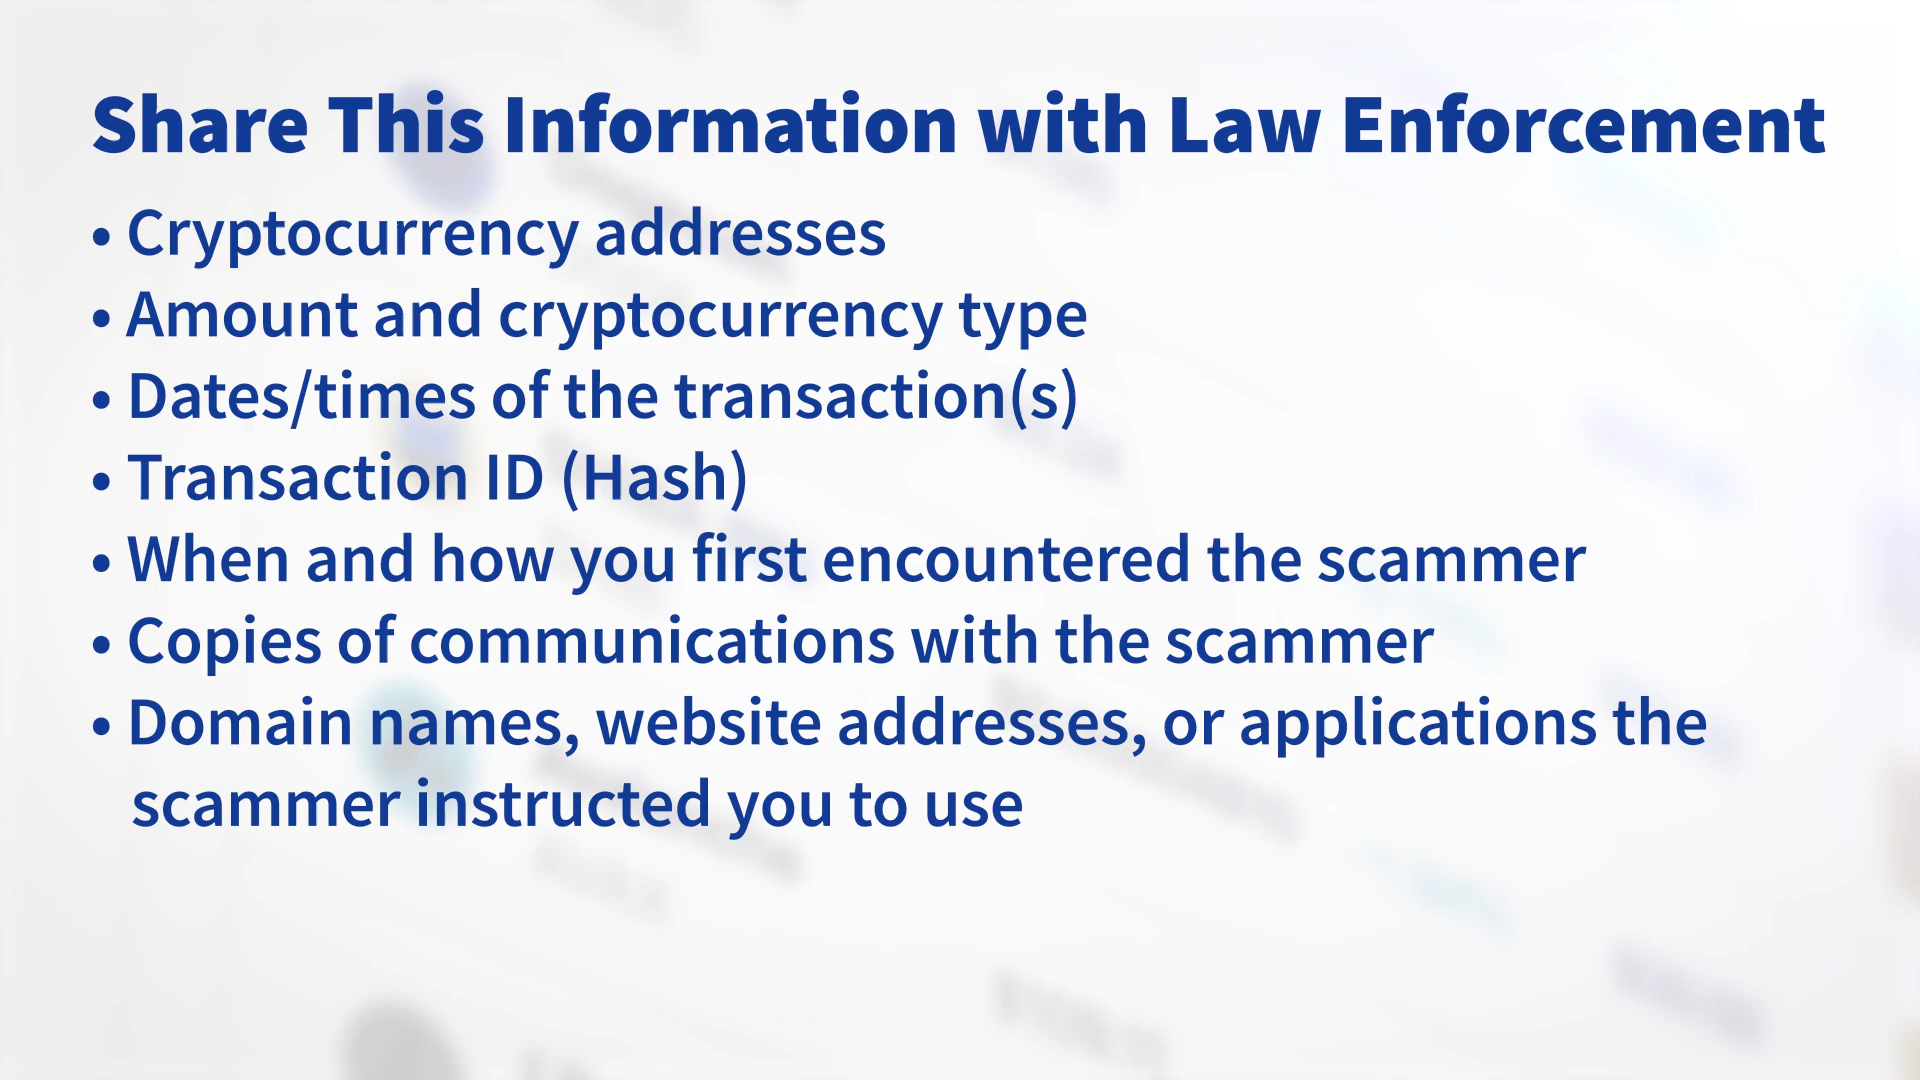 Share This Information with Law Enforcement
• Cryptocurrency addresses
• Amount and cryptocurrency type
• Dates/times of the transaction(s)
• Transaction ID (Hash)
• When and how you first encountered the scammer
• Copies of communications with the scammer
• Domain names, website addresses, or applications the
scammer instructed you to use